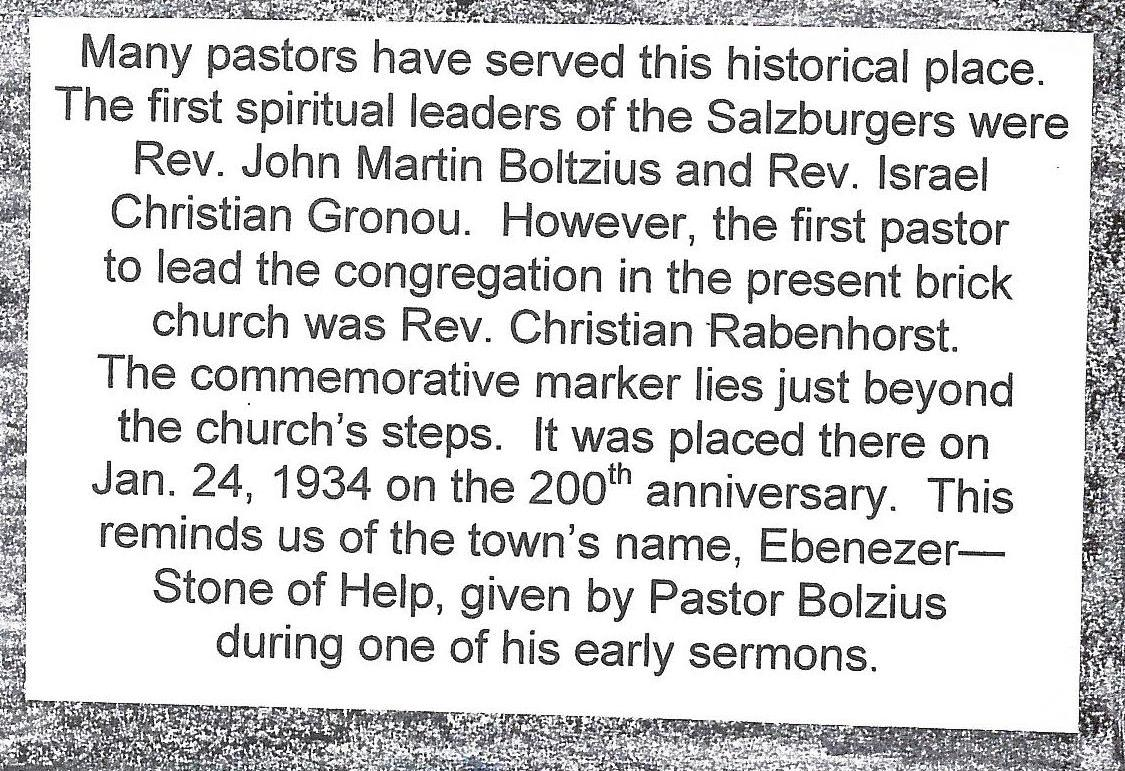 Many pastors have served this historical place.
The first spiritual leaders of the Salzburgers were
Rev. John Martin Boltzius and Rev. Israel
Christian Gronou.  However, the first pastor
to lead the congregation in the present brick
church was Rev. Christian Rabenhorst.
The commemorative marker lies just beyond
the church's steps.  It was placed there on
Jan. 24, 1934 on the 200th anniversary.  This
reminds us of the town's name, Ebenezer—
Stone of Help, given by Pastor Bolzius
during one of his early sermons.